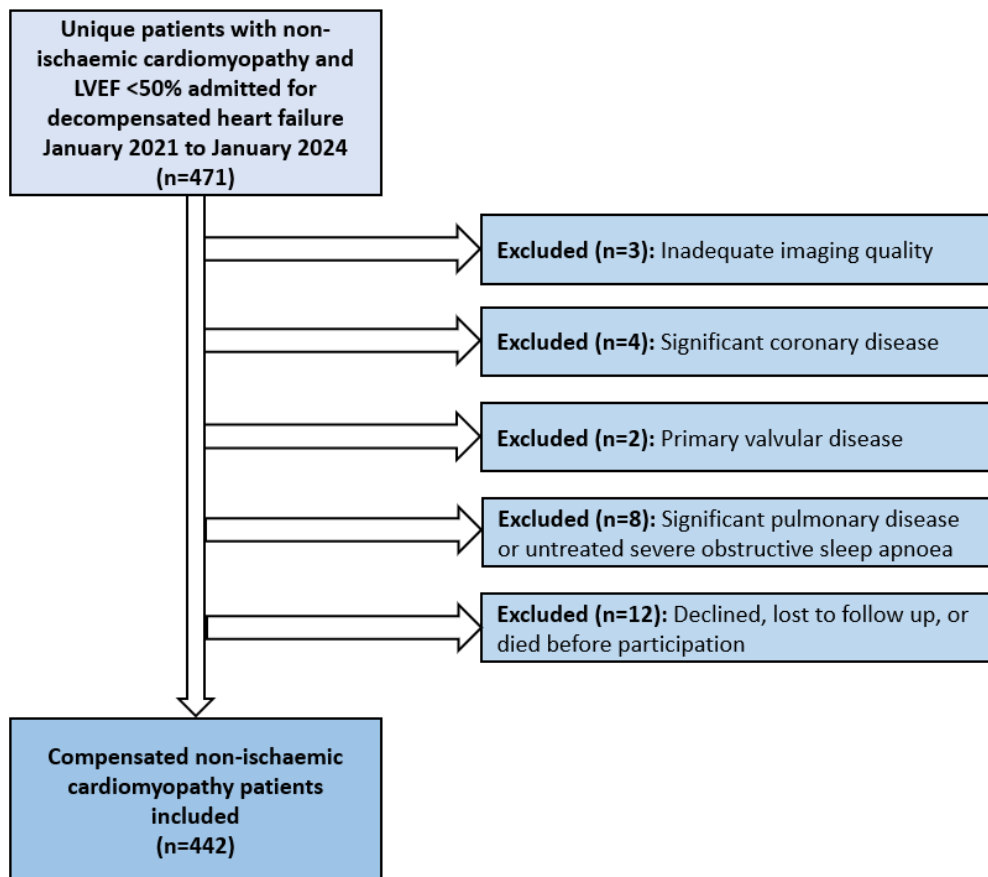 Unique patients with non-
ischaemic cardiomyopathy and
LVEF <50% admitted for
decompensated heart failure
January 2021 to January 2024
(n=471)
Excluded (n=3): Inadequate imaging quality
Excluded (n=4): Significant coronary disease
Excluded (n=2): Primary valvular disease
Excluded (n=8): Significant pulmonary disease
or untreated severe obstructive sleep apnoea
Excluded (n=12): Declined, lost to follow up, or
died before participation
Compensated non-ischaemic
cardiomyopathy patients
included
(n=442)